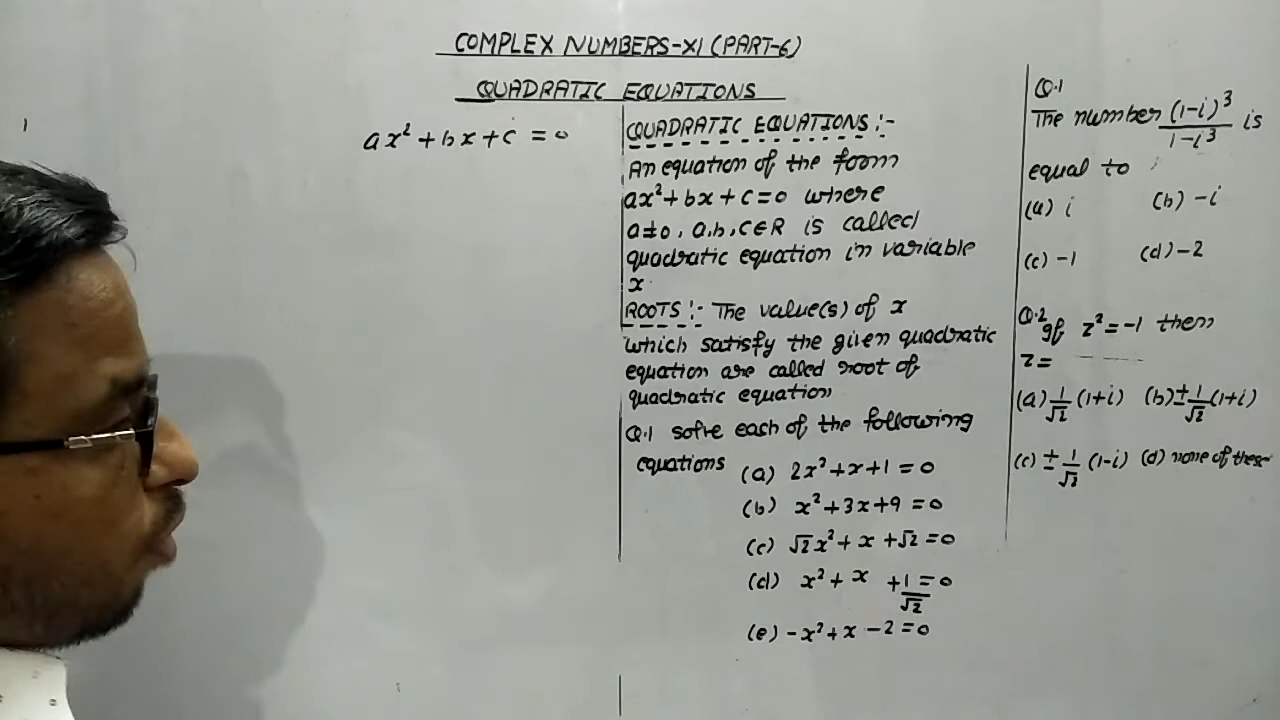 COMPLEX NUMBERS-XI (PART-6)
QUADRATIC EQUATIONS
ax² + bx + c = 0
QUADRATIC EQUATIONS :-
An equation of the form
ax² + bx + c = 0 where
a≠0, a,b,c∈R is called
quadratic equation in variable
x
ROOTS :- The value(s) of x
which satisfy the given quadratic
equation are called root of
quadratic equation
Q.1 solve each of the following
equations
(a) 2x² + x + 1 = 0
(b) x² + 3x + 9 = 0
(c) √2x² + x + √2 = 0
(d) x² + x + 1/√2 = 0
(e) -x² + x - 2 = 0
Q.1
The number (1-i)³/1-i³ is
equal to
(a) i (b) -i
(c) -1 (d) -2
Q.2 If z² = -1 then
z =
(a) 1/√2 (1+i) (b) ± 1/√2 (1+i)
(c) ± 1/√2 (1-i) (d) none of these